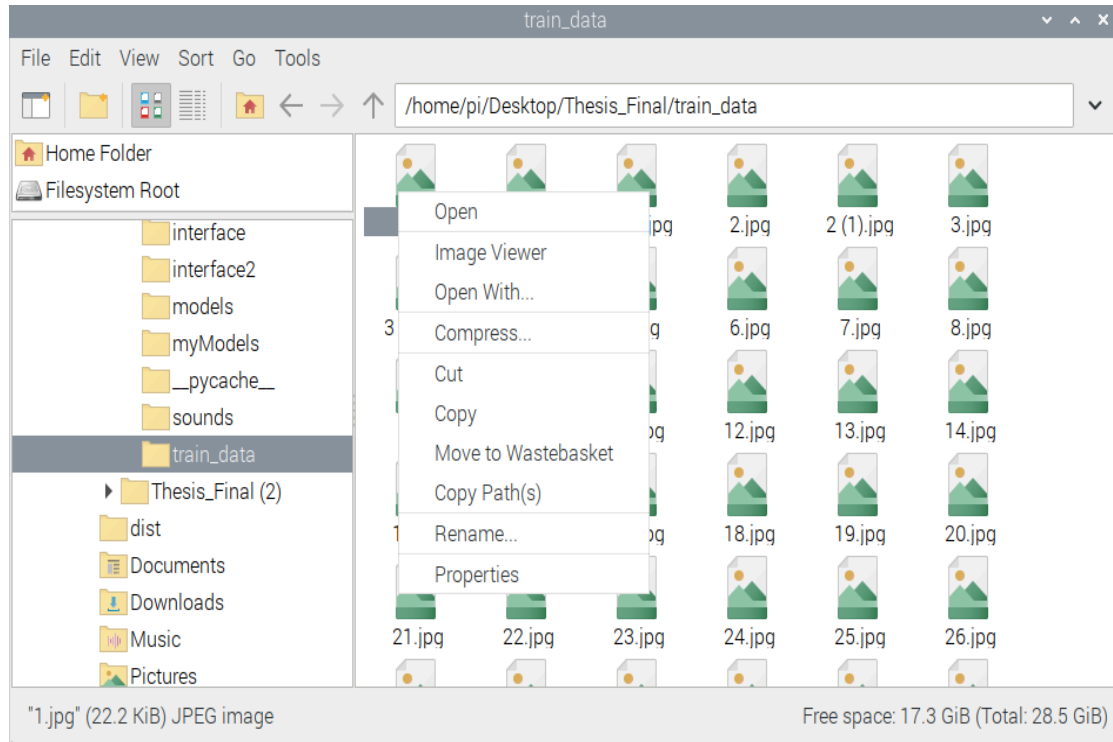 train_data
File Edit View Sort Go Tools
/home/pi/Desktop/Thesis_Final/train_data
Home Folder
Filesystem Root
interface
interface2
models
myModels
__pycache__
sounds
train_data
Thesis_Final (2)
dist
Documents
Downloads
Music
Pictures
jpg 2.jpg 2 (1).jpg 3.jpg
3 g 6.jpg 7.jpg 8.jpg
pg 12.jpg 13.jpg 14.jpg
1 pg 18.jpg 19.jpg 20.jpg
21.jpg 22.jpg 23.jpg 24.jpg 25.jpg 26.jpg
Open
Image Viewer
Open With...
Compress...
Cut
Copy
Move to Wastebasket
Copy Path(s)
Rename...
Properties
"1.jpg" (22.2 KiB) JPEG image
Free space: 17.3 GiB (Total: 28.5 GiB)